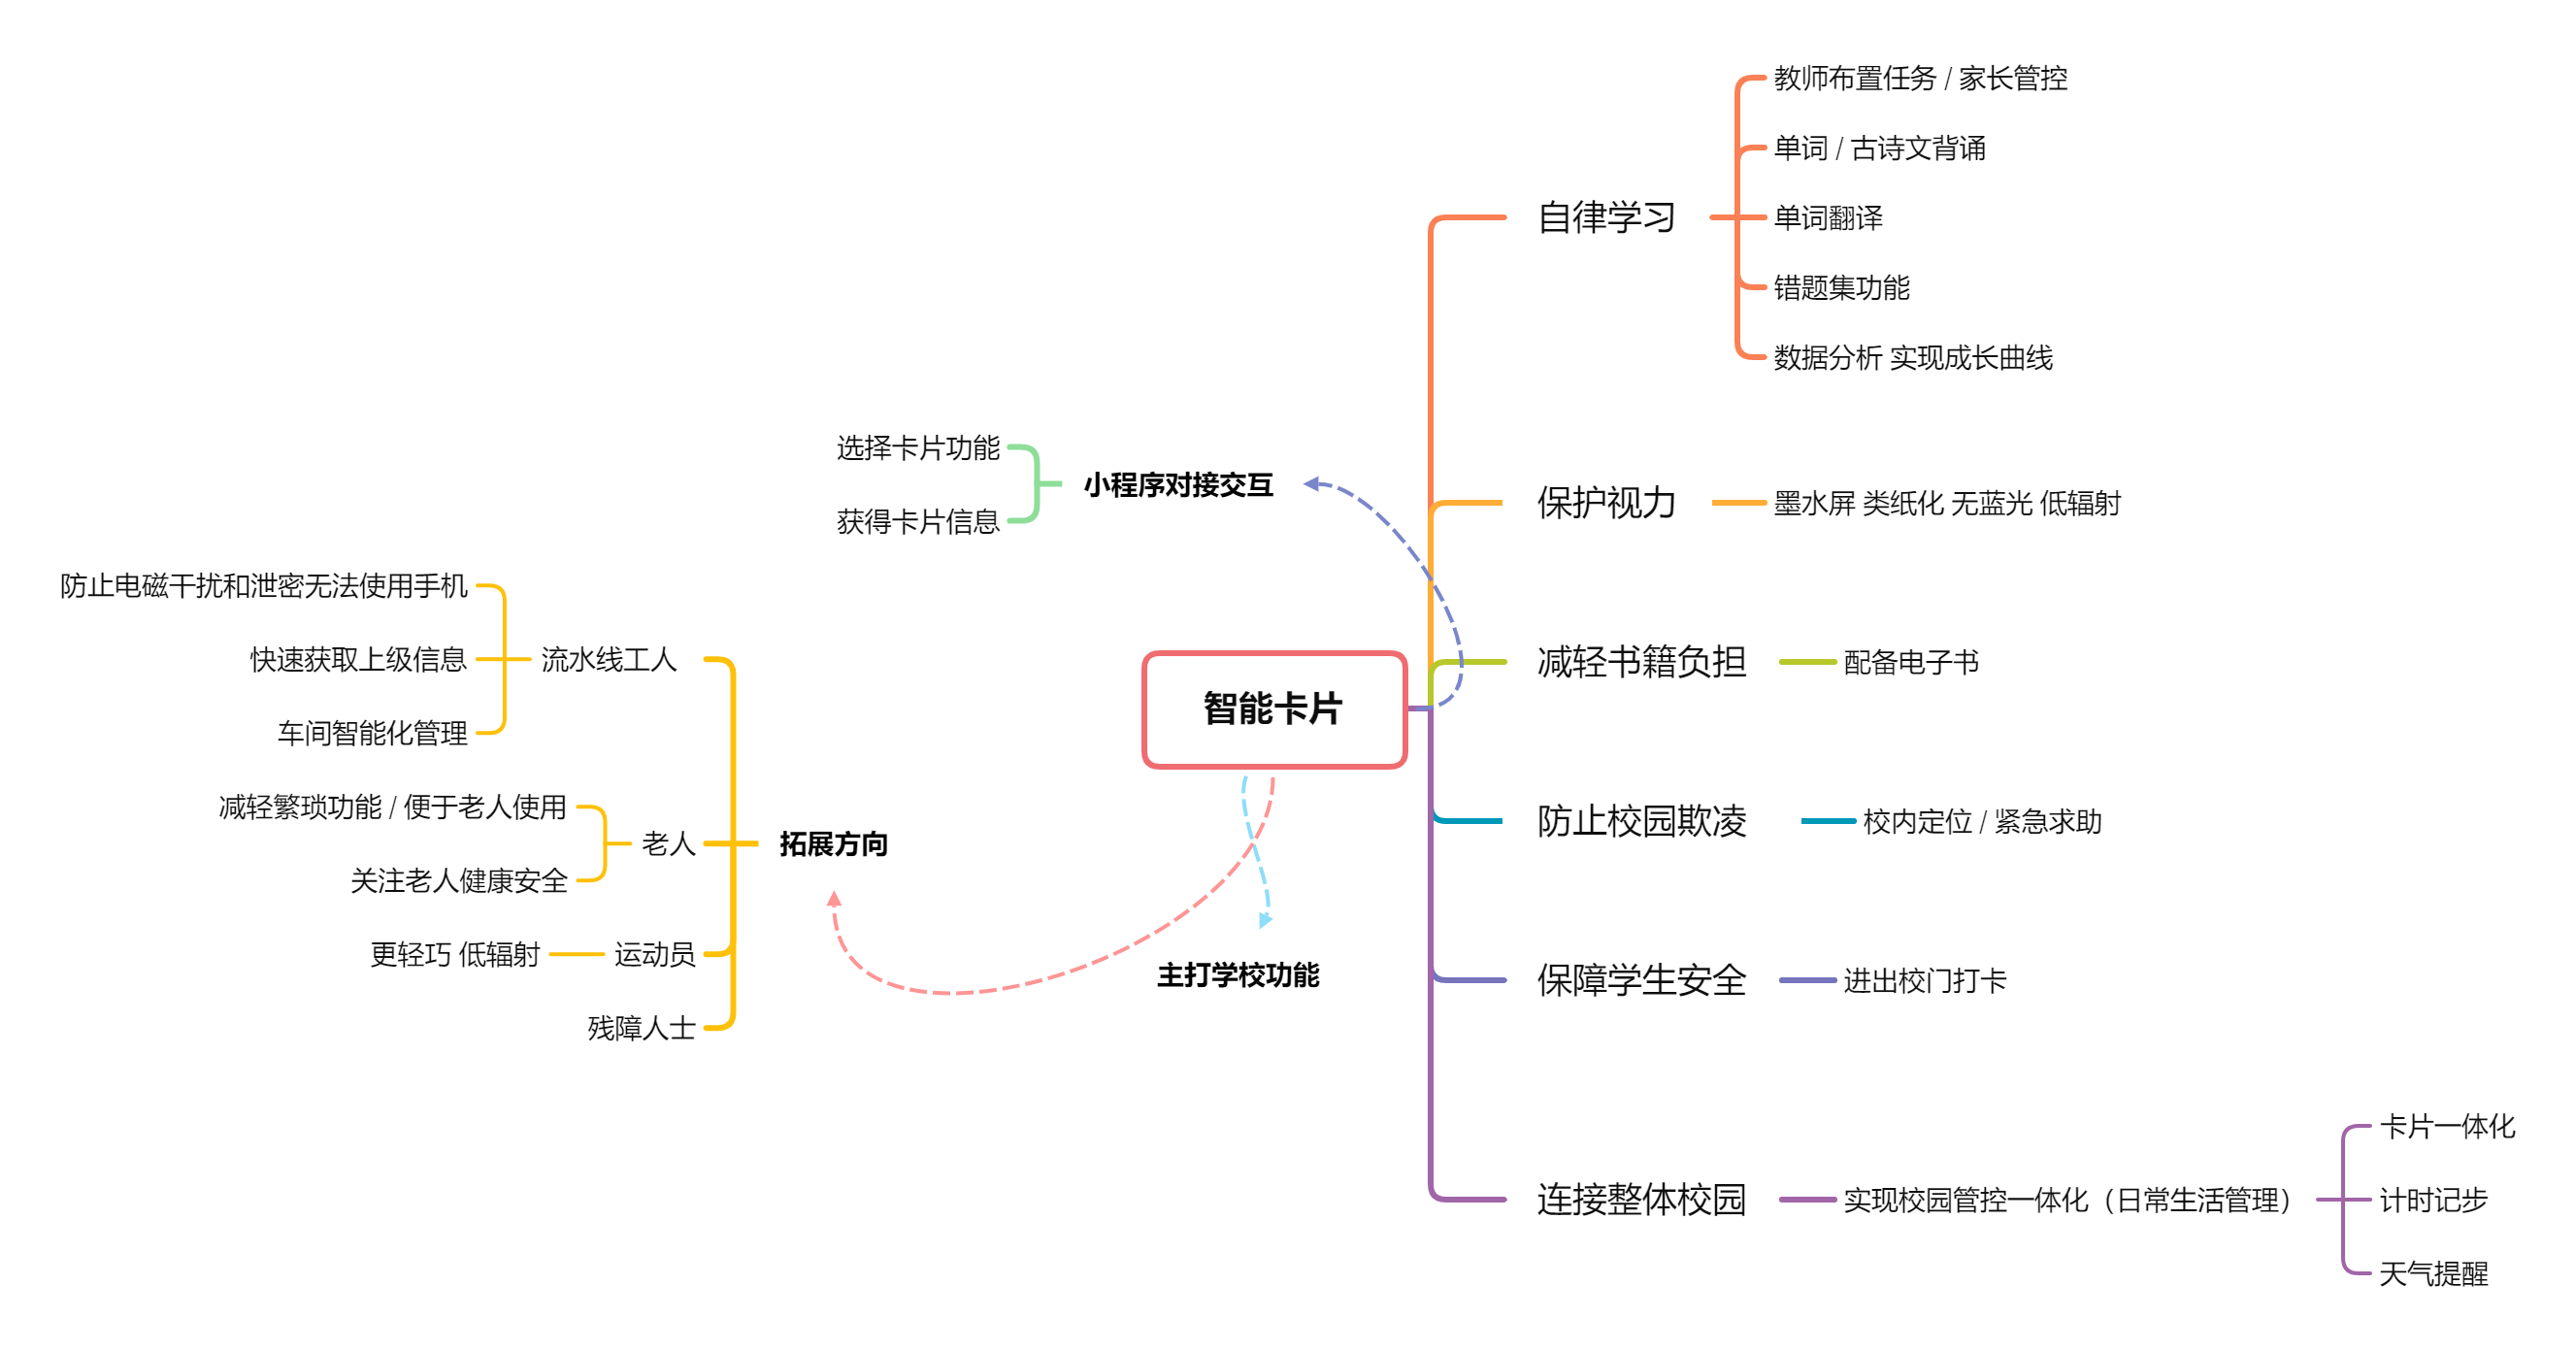 智能卡片
自律学习
教师布置任务 / 家长管控
单词 / 古诗文背诵
单词翻译
错题集功能
数据分析 实现成长曲线
保护视力
墨水屏 类纸化 无蓝光 低辐射
减轻书籍负担
配备电子书
防止校园欺凌
校内定位 / 紧急求助
保障学生安全
进出校门打卡
连接整体校园
实现校园管控一体化（日常生活管理）
卡片一体化
计时记步
天气提醒
小程序对接交互
选择卡片功能
获得卡片信息
拓展方向
流水线工人
防止电磁干扰和泄密无法使用手机
快速获取上级信息
车间智能化管理
老人
减轻繁琐功能 / 便于老人使用
关注老人健康安全
运动员
更轻巧 低辐射
残障人士
主打学校功能